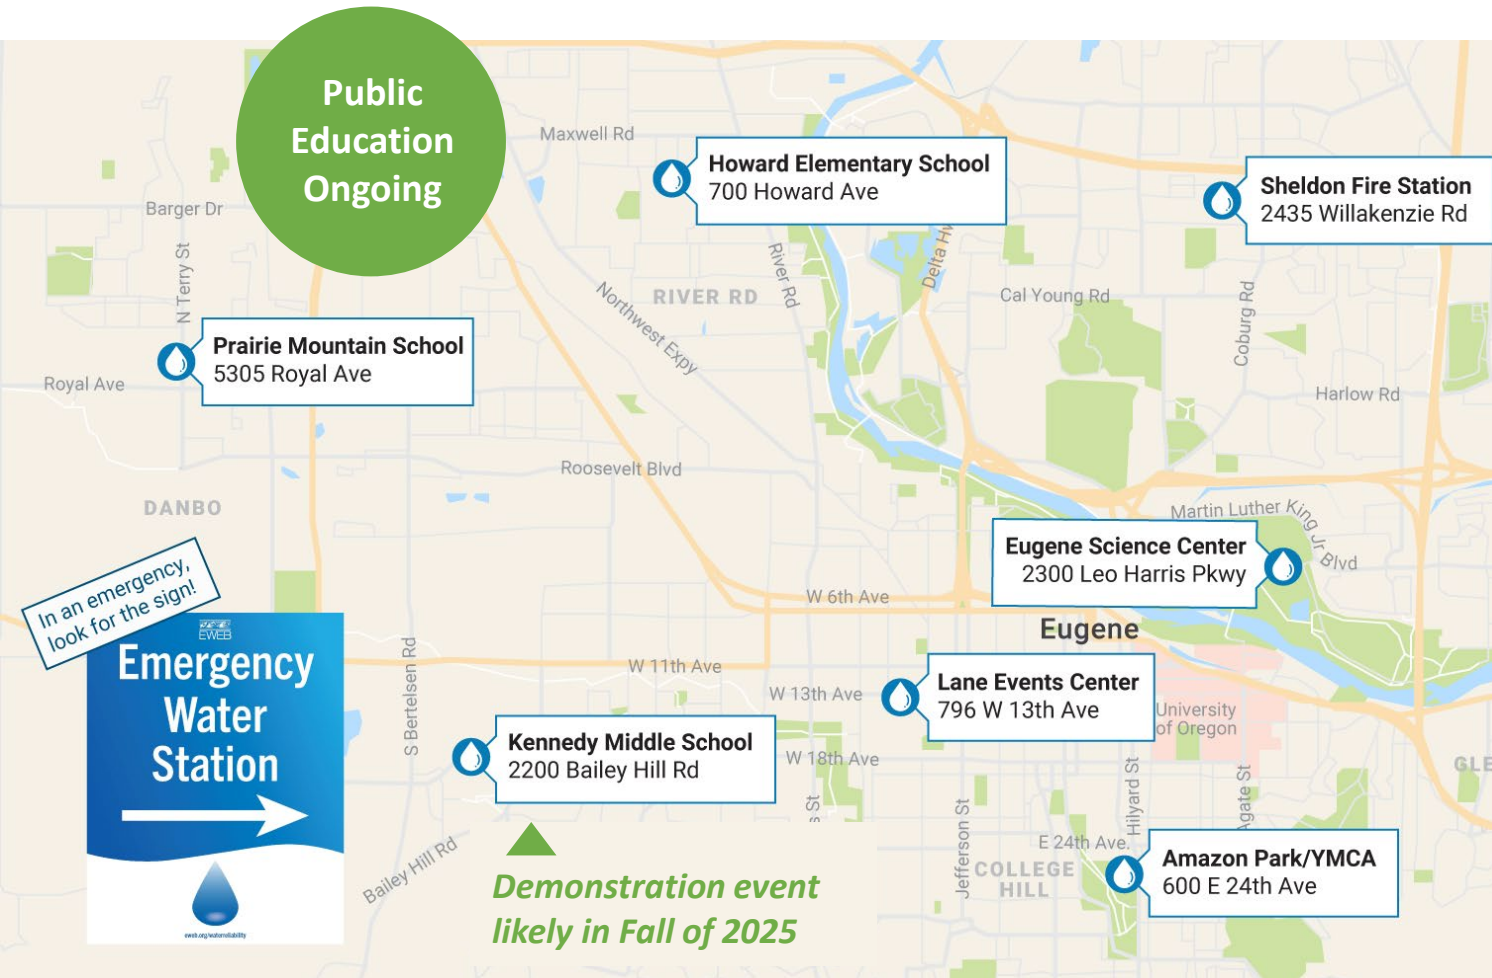 Public
Education
Ongoing
Maxwell Rd
Howard Elementary School
700 Howard Ave
Sheldon Fire Station
2435 Willakenzie Rd
Barger Dr
N Terry St
River Rd
RIVER RD
Northwest Expy
Delta Hw
Cal Young Rd
Coburg Rd
Prairie Mountain School
5305 Royal Ave
Royal Ave
Harlow Rd
Roosevelt Blvd
DANBO
Martin Luther King Jr Blvd
Eugene Science Center
2300 Leo Harris Pkwy
W 6th Ave
Eugene
In an emergency,
look for the sign!
EWEB
Emergency
Water
Station
eweb.org/waterreliability
S Bertelsen Rd
W 11th Ave
W 13th Ave
Lane Events Center
796 W 13th Ave
University
of Oregon
Kennedy Middle School
2200 Bailey Hill Rd
W 18th Ave
GLE
s St
Jefferson St
Hilyard St
Agate St
Bailey Hill Rd
E 24th Ave.
COLLEGE
HILL
Amazon Park/YMCA
600 E 24th Ave
Demonstration event
likely in Fall of 2025